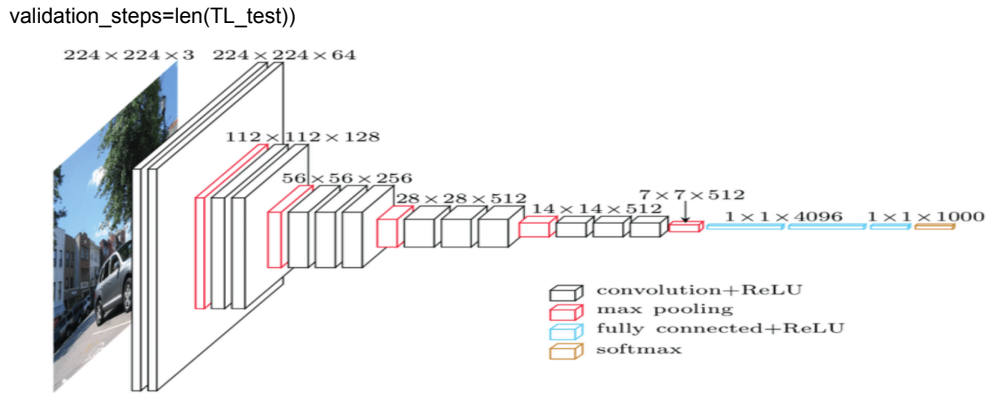 validation_steps=len(TL_test))
224×224×3 224×224×64
112×112×128
56×56×256
28×28×512
14×14×512
7×7×512
1×1×4096 1×1×1000
convolution+ReLU
max pooling
fully connected+ReLU
softmax